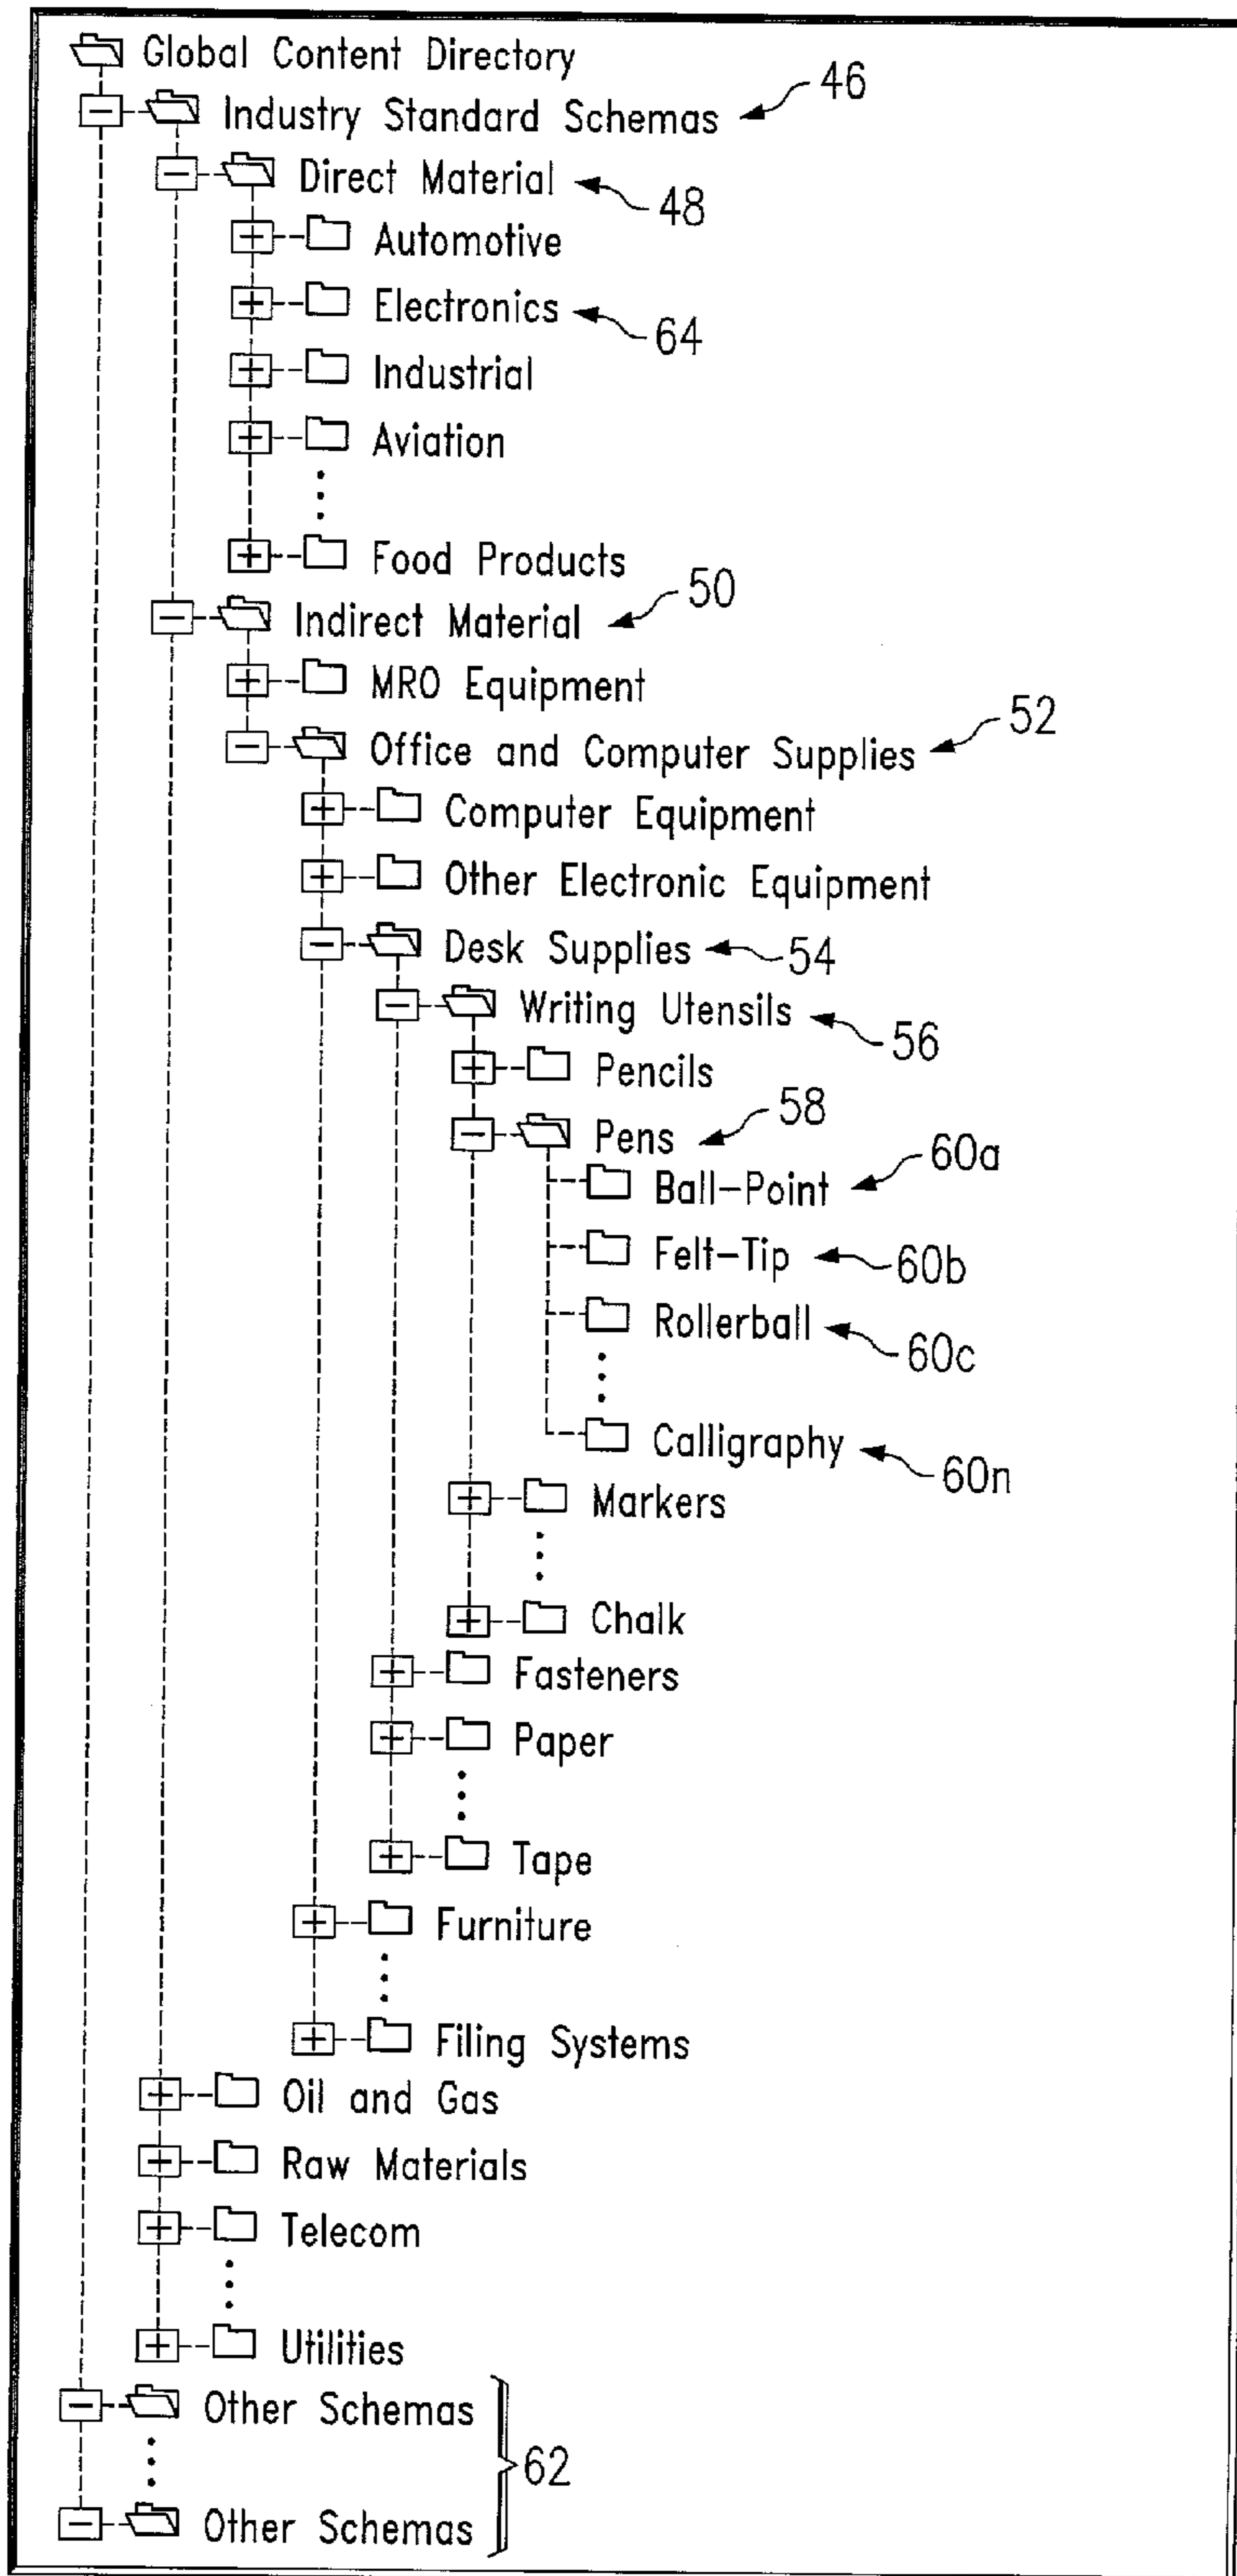 Global Content Directory
Industry Standard Schemas 46
Direct Material 48
Automotive
Electronics 64
Industrial
Aviation
Food Products
Indirect Material 50
MRO Equipment
Office and Computer Supplies 52
Computer Equipment
Other Electronic Equipment
Desk Supplies 54
Writing Utensils 56
Pencils
Pens 58
Ball-Point 60a
Felt-Tip 60b
Rollerball 60c
Calligraphy 60n
Markers
Chalk
Fasteners
Paper
Tape
Furniture
Filing Systems
Oil and Gas
Raw Materials
Telecom
Utilities
Other Schemas
62
Other Schemas